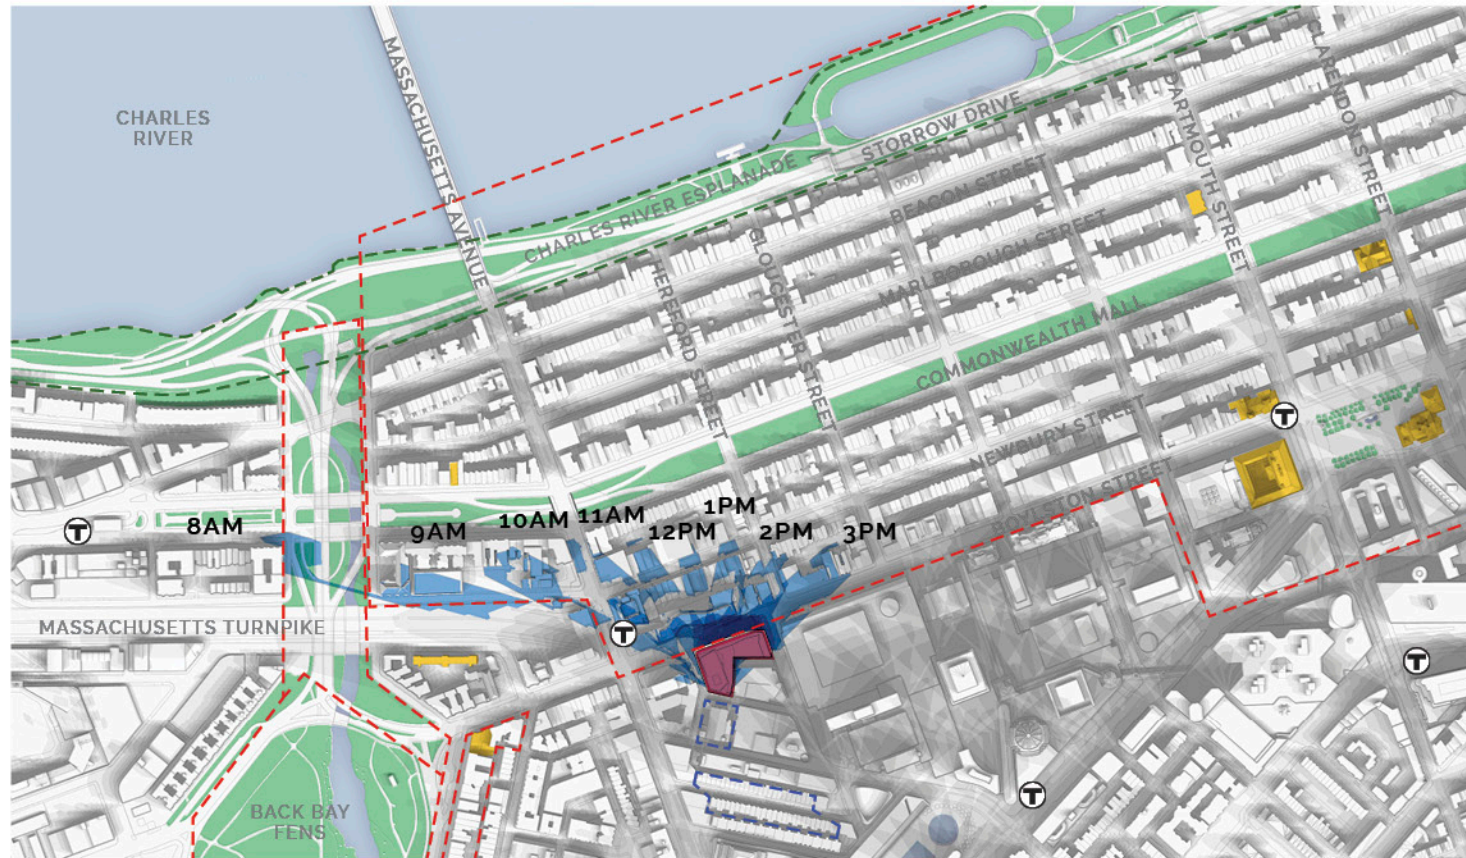 CHARLES
RIVER
MASSACHUSETTS AVENUE
CHARLES RIVER ESPLANADE
STORROW DRIVE
BEACON STREET
MARLBOROUGH STREET
COMMONWEALTH MALL
NEWBURY STREET
BOYLSTON STREET
HEREFORD STREET
GLOUCESTER STREET
DARTMOUTH STREET
CLARENDON STREET
8AM
9AM
10AM
11AM
12PM
1PM
2PM
3PM
T
T
T
T
T
MASSACHUSETTS TURNPIKE
BACK BAY
FENS